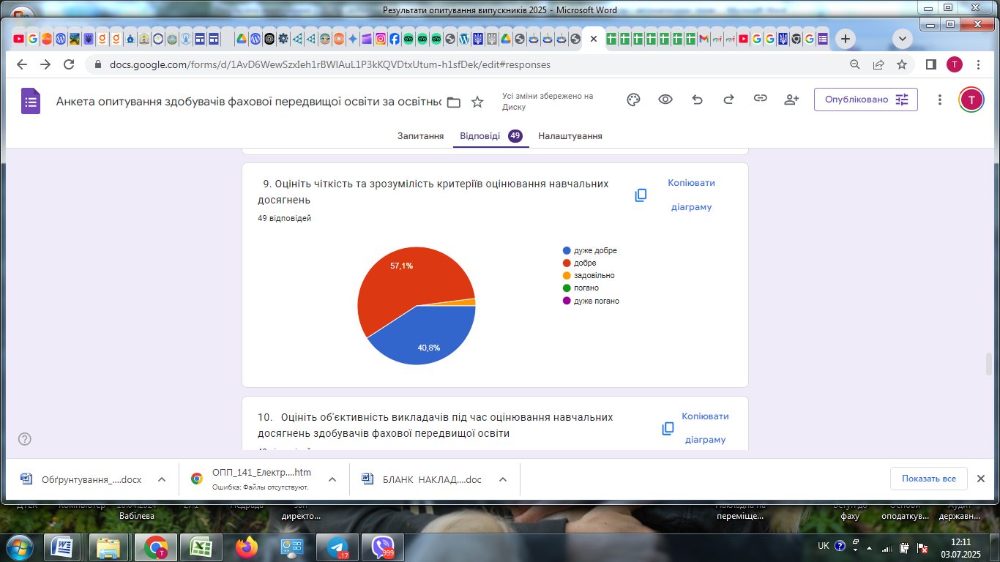 Результати опитування випускників 2025 - Microsoft Word
docs.google.com/forms/d/1AvD6WewSzxIeh1rBWIAuL1P3kKQVDtxUtum-h1sfDek/edit#responses
T
Анкета опитування здобувачів фахової передвищої освіти за освітньо
Усі зміни збережено на
Диску
Опубліковано
T
Запитання
Відповіді 49
Налаштування
9. Оцініть чіткість та зрозумілість критеріїв оцінювання навчальних
досягнень
49 відповідей
Копіювати
діаграму
57,1%
40,8%
дуже добре
добре
задовільно
погано
дуже погано
10. Оцініть об'єктивність викладачів під час оцінювання навчальних
досягнень здобувачів фахової передвищої освіти
Копіювати
діаграму
Обґрунтування_....docx
ОПП_141_Електр....htm
Ошибка: Файлы отсутствуют.
БЛАНК НАКЛАД....doc
Показать все
Вабілева
директо...
переміще...
фаху
оподаткув...
державн...
..17
999
UK
12:11
03.07.2025